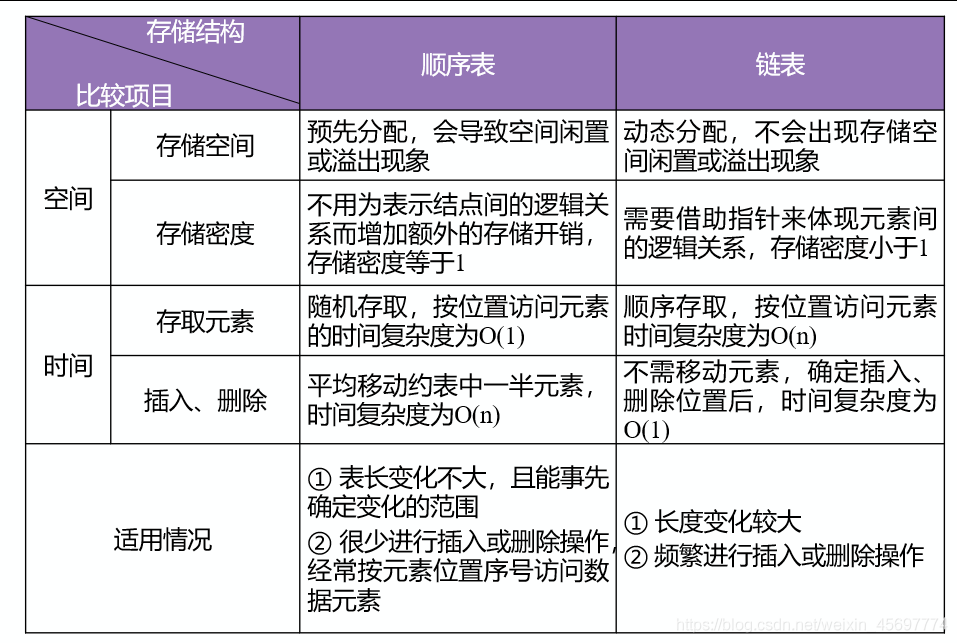 存储结构
比较项目
顺序表
链表
空间
存储空间
预先分配，会导致空间闲置
或溢出现象
动态分配，不会出现存储空
间闲置或溢出现象
存储密度
不用为表示结点间的逻辑关
系而增加额外的存储开销，
存储密度等于1
需要借助指针来体现元素间
的逻辑关系，存储密度小于1
时间
存取元素
随机存取，按位置访问元素
的时间复杂度为O(1)
顺序存取，按位置访问元素
时间复杂度为O(n)
插入、删除
平均移动约表中一半元素，
时间复杂度为O(n)
不需移动元素，确定插入、
删除位置后，时间复杂度为
O(1)
适用情况
① 表长变化不大，且能事先
确定变化的范围
② 很少进行插入或删除操作，
经常按元素位置序号访问数
据元素
① 长度变化较大
② 频繁进行插入或删除操作
https://blog.csdn.net/weixin_45697774